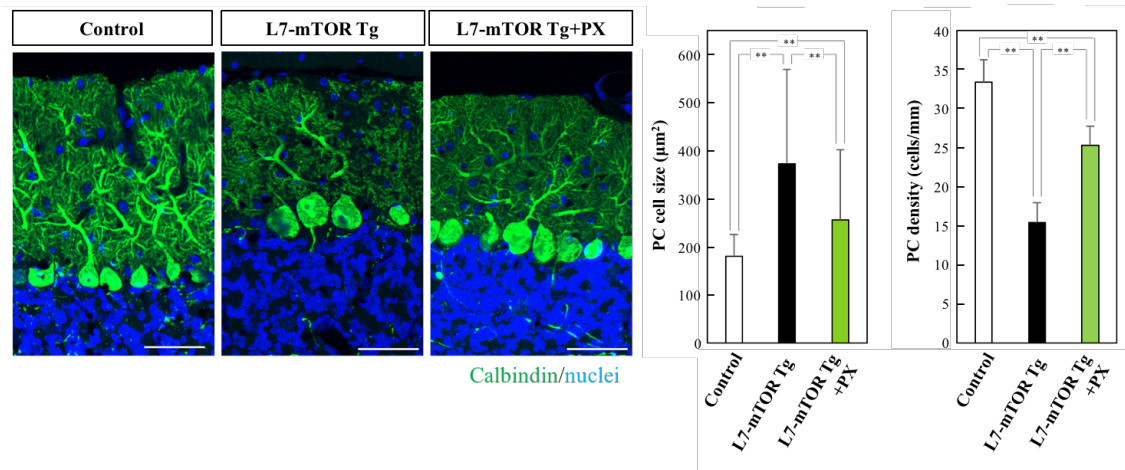 Control
L7-mTOR Tg
L7-mTOR Tg+PX
Calbindin/nuclei
PC cell size (μm²)
600
500
400
300
200
100
0
**
**
**
Control
L7-mTOR Tg
L7-mTOR Tg
+PX
PC density (cells/mm)
40
35
30
25
20
15
10
5
0
**
**
**
Control
L7-mTOR Tg
L7-mTOR Tg
+PX